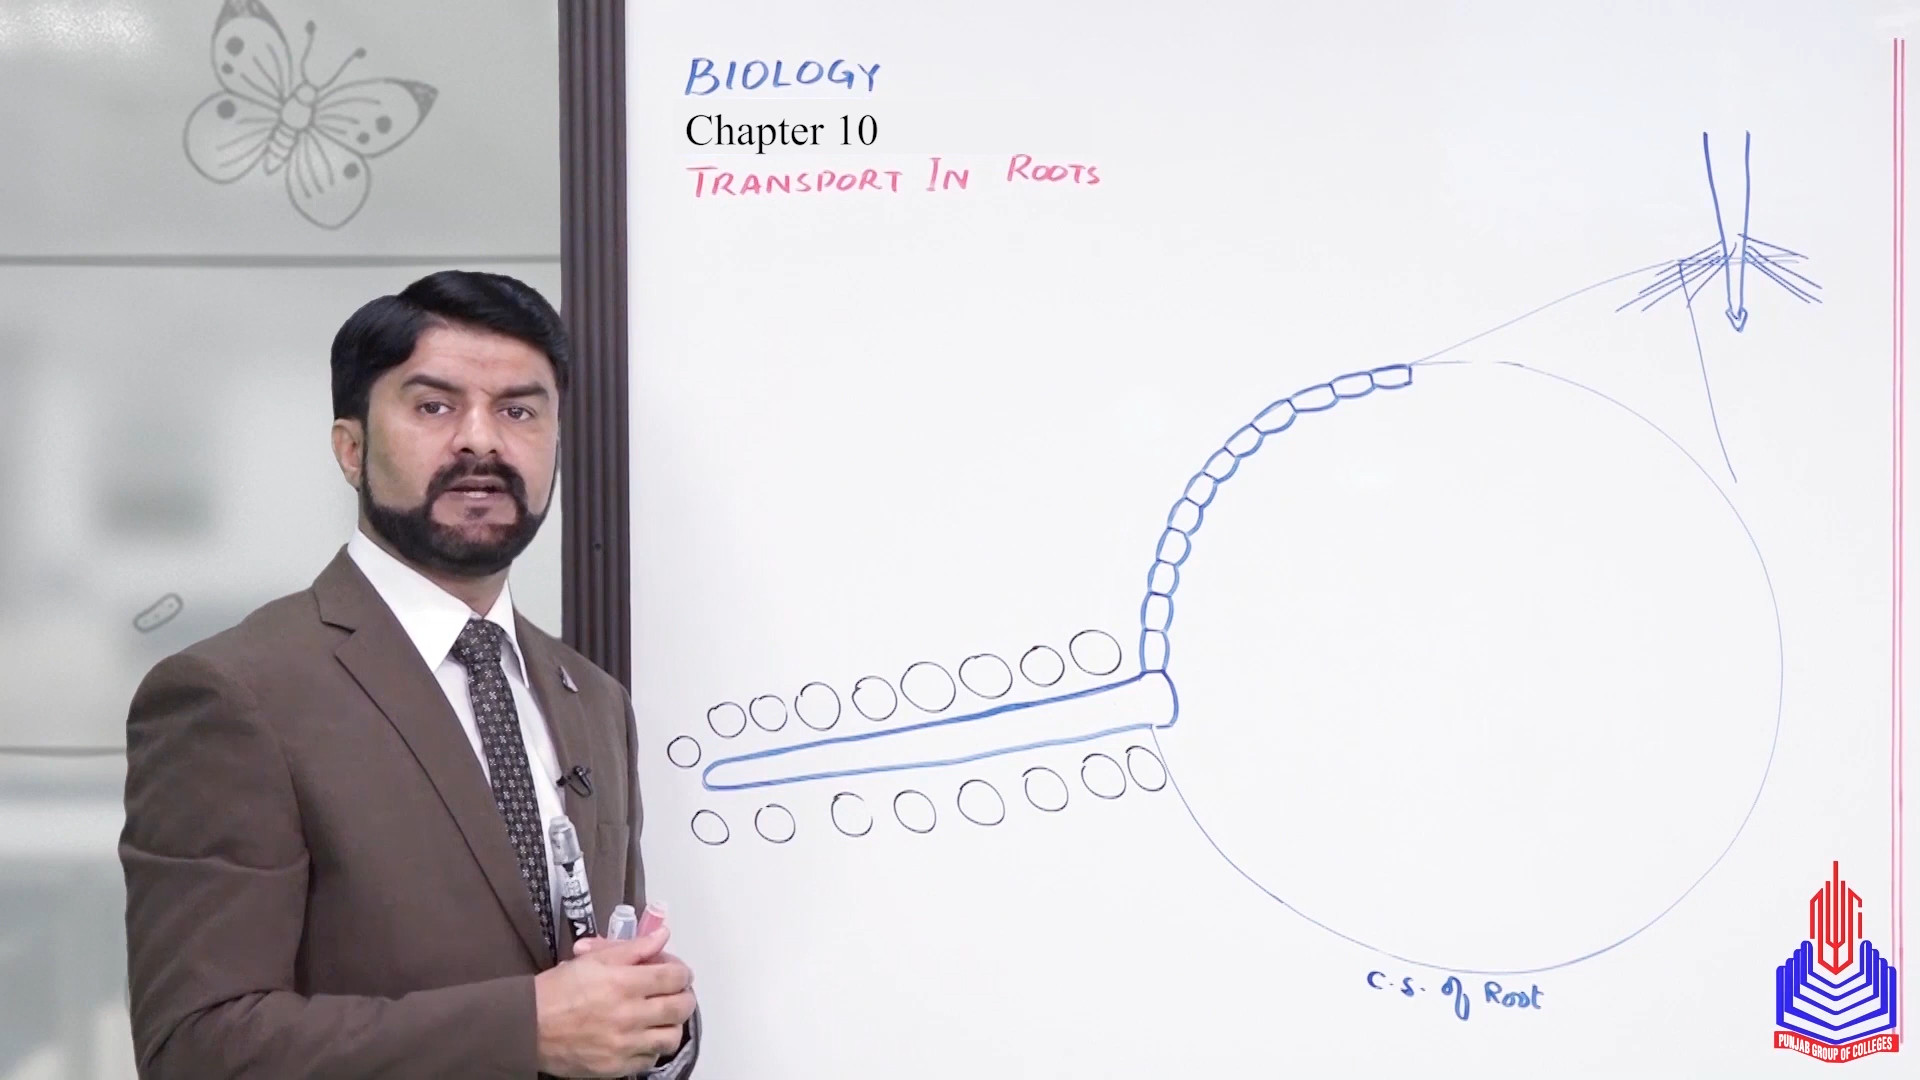 BIOLOGY
Chapter 10
TRANSPORT IN ROOTS
C.S. of Root
PUNJAB GROUP OF COLLEGES